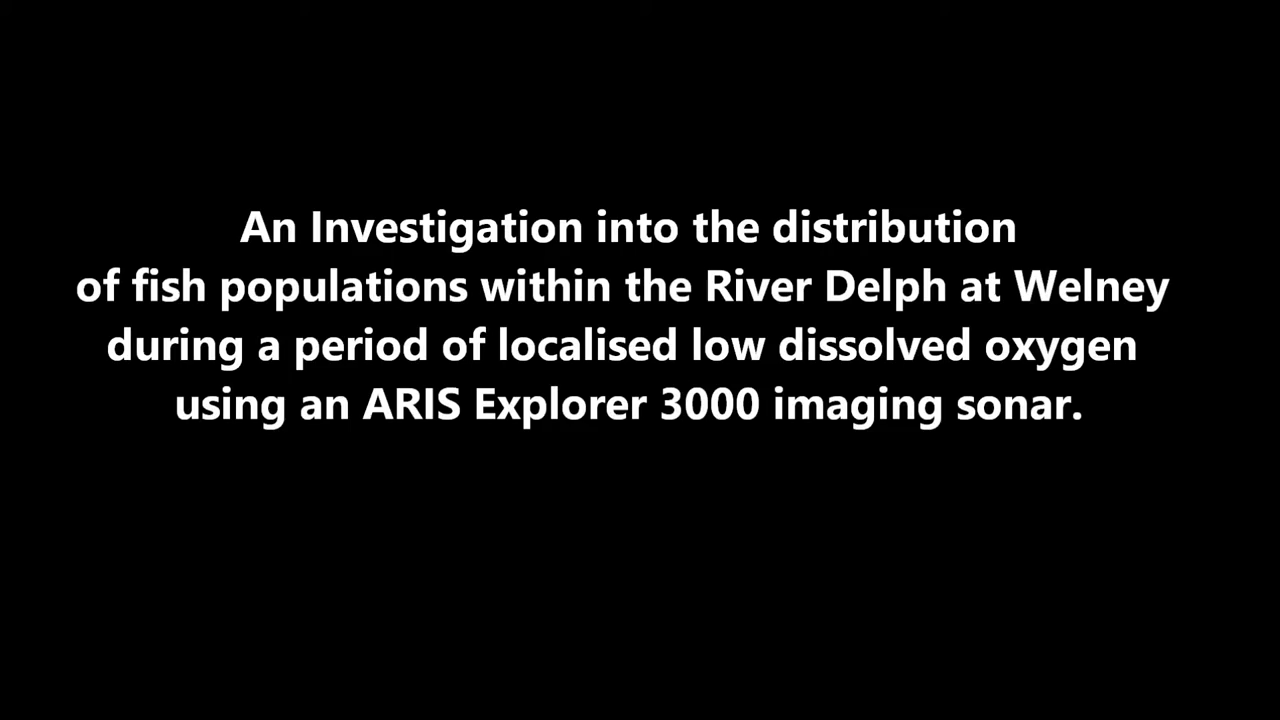 An Investigation into the distribution
of fish populations within the River Delph at Welney
during a period of localised low dissolved oxygen
using an ARIS Explorer 3000 imaging sonar.